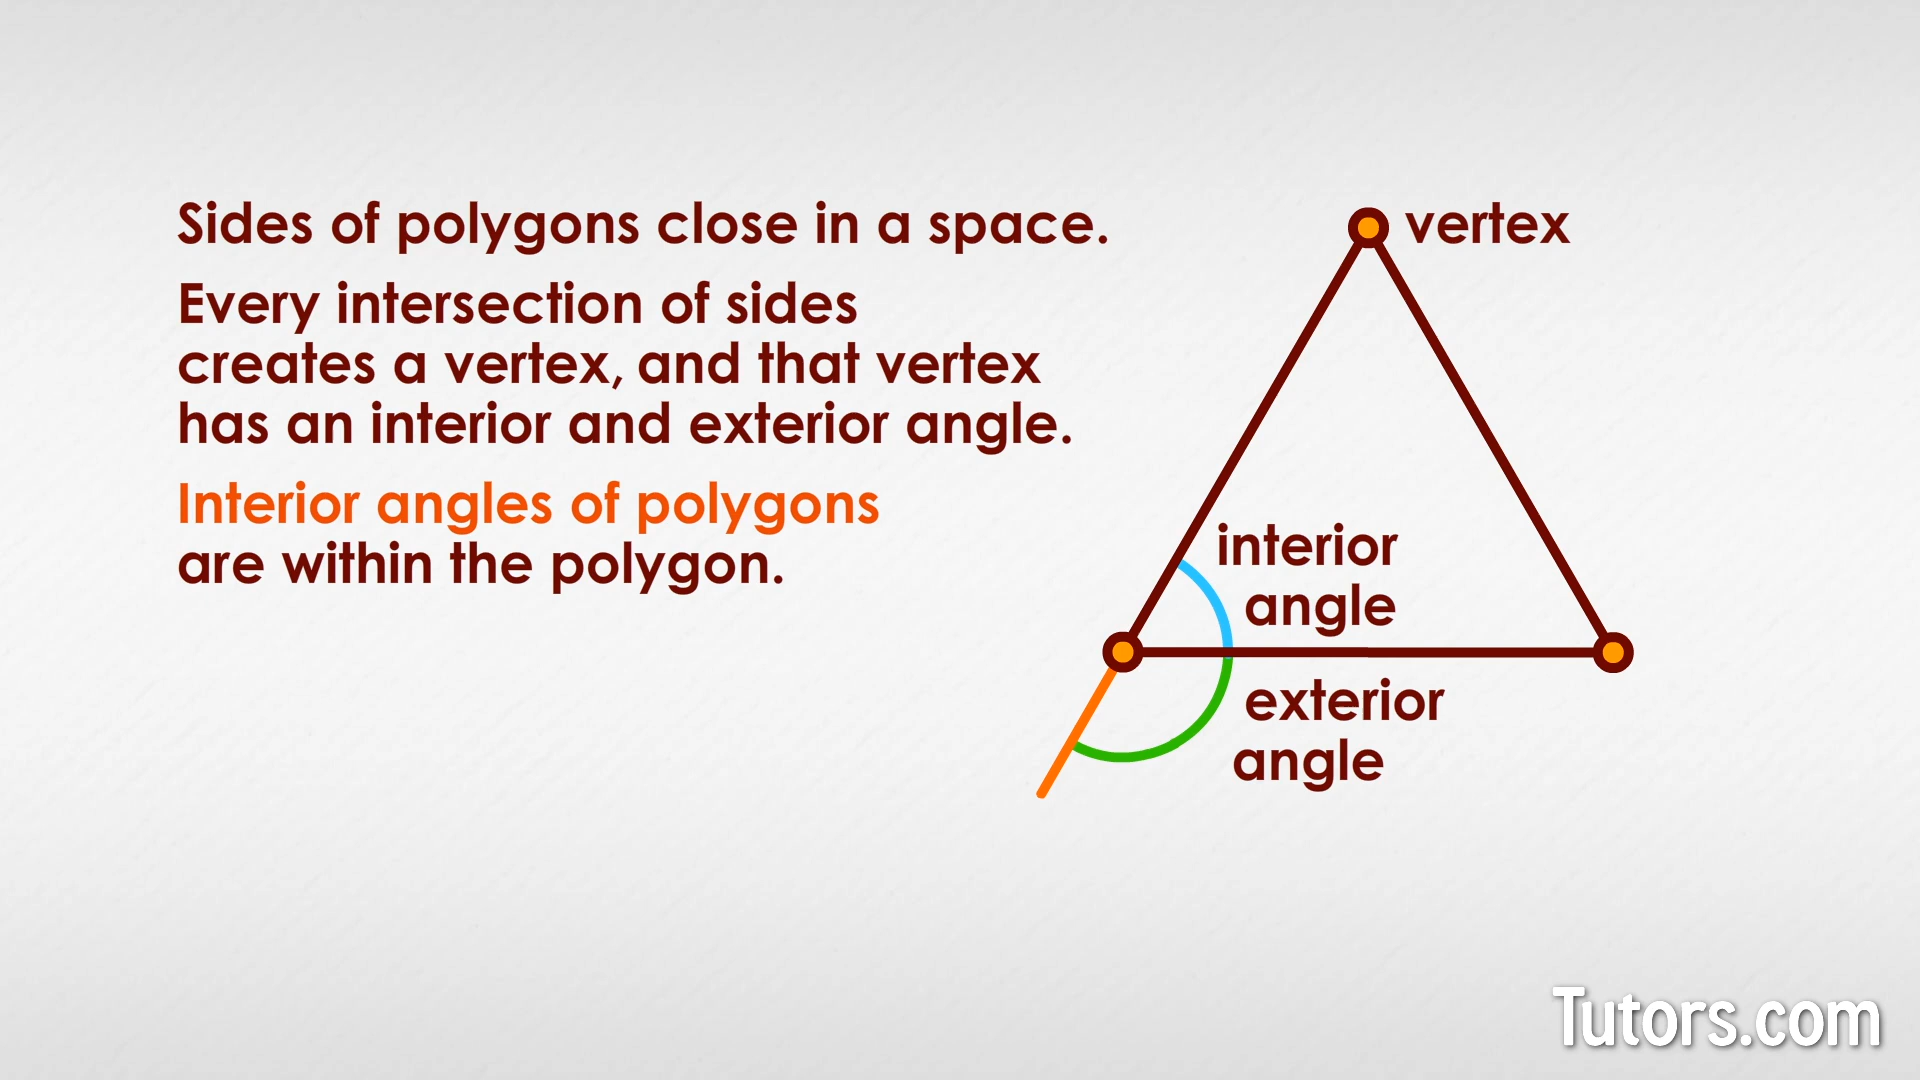 Sides of polygons close in a space.
Every intersection of sides
creates a vertex, and that vertex
has an interior and exterior angle.
Interior angles of polygons
are within the polygon.
vertex
interior
angle
exterior
angle
Tutors.com